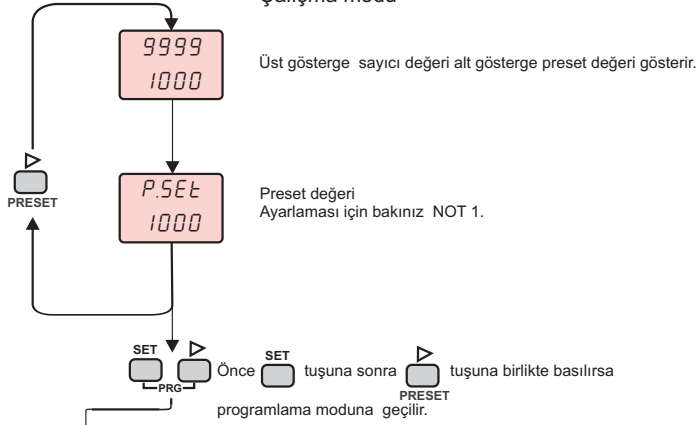 Çalışma modu
9999
1000
Üst gösterge sayıcı değeri alt gösterge preset değeri gösterir.
PRESET
P.SEt
1000
Preset değeri
Ayarlaması için bakınız NOT 1.
SET
PRG
Önce SET tuşuna sonra PRESET tuşuna birlikte basılırsa
programlama moduna geçilir.